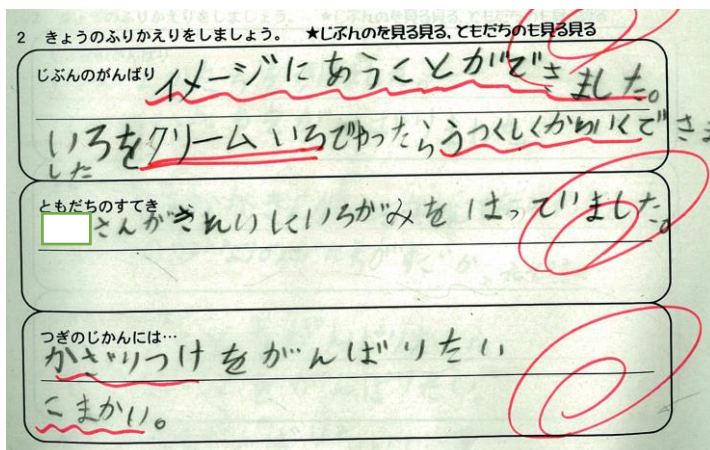 2 きょうのふりかえりをしましょう。 ★じぶんのを見る見る、ともだちのも見る見る
じぶんのがんばり
イメージにあうことができました。
いろをクリームいろでやったらうつくしくかわいくできま
した
ともだちのすてき
さんがきれいしくいろがみをはっていました。
つぎのじかんには…
かざりつけをがんばりたい
こまかい。